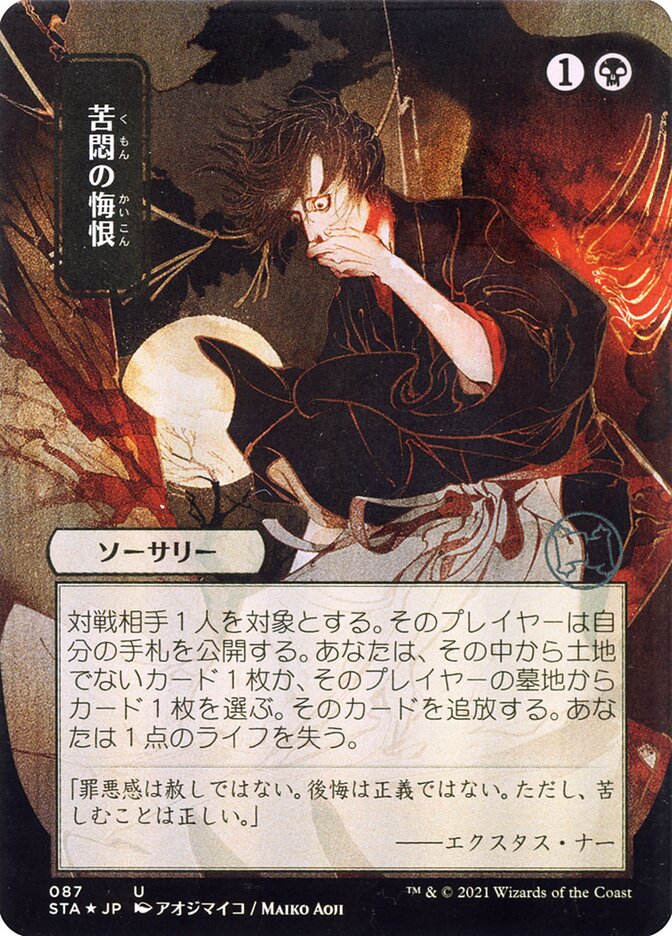 1
苦悶の悔恨
くもん
かいこん
ソーサリー
対戦相手1人を対象とする。そのプレイヤーは自
分の手札を公開する。あなたは、その中から土地
でないカード1枚か、そのプレイヤーの墓地から
カード1枚を選ぶ。そのカードを追放する。あな
たは1点のライフを失う。
「罪悪感は赦しではない。後悔は正義ではない。ただし、苦
しむことは正しい。」
──エクスタス・ナー
087 U
STA★JP アオジマイコ / MAIKO AOJI
™ & © 2021 Wizards of the Coast